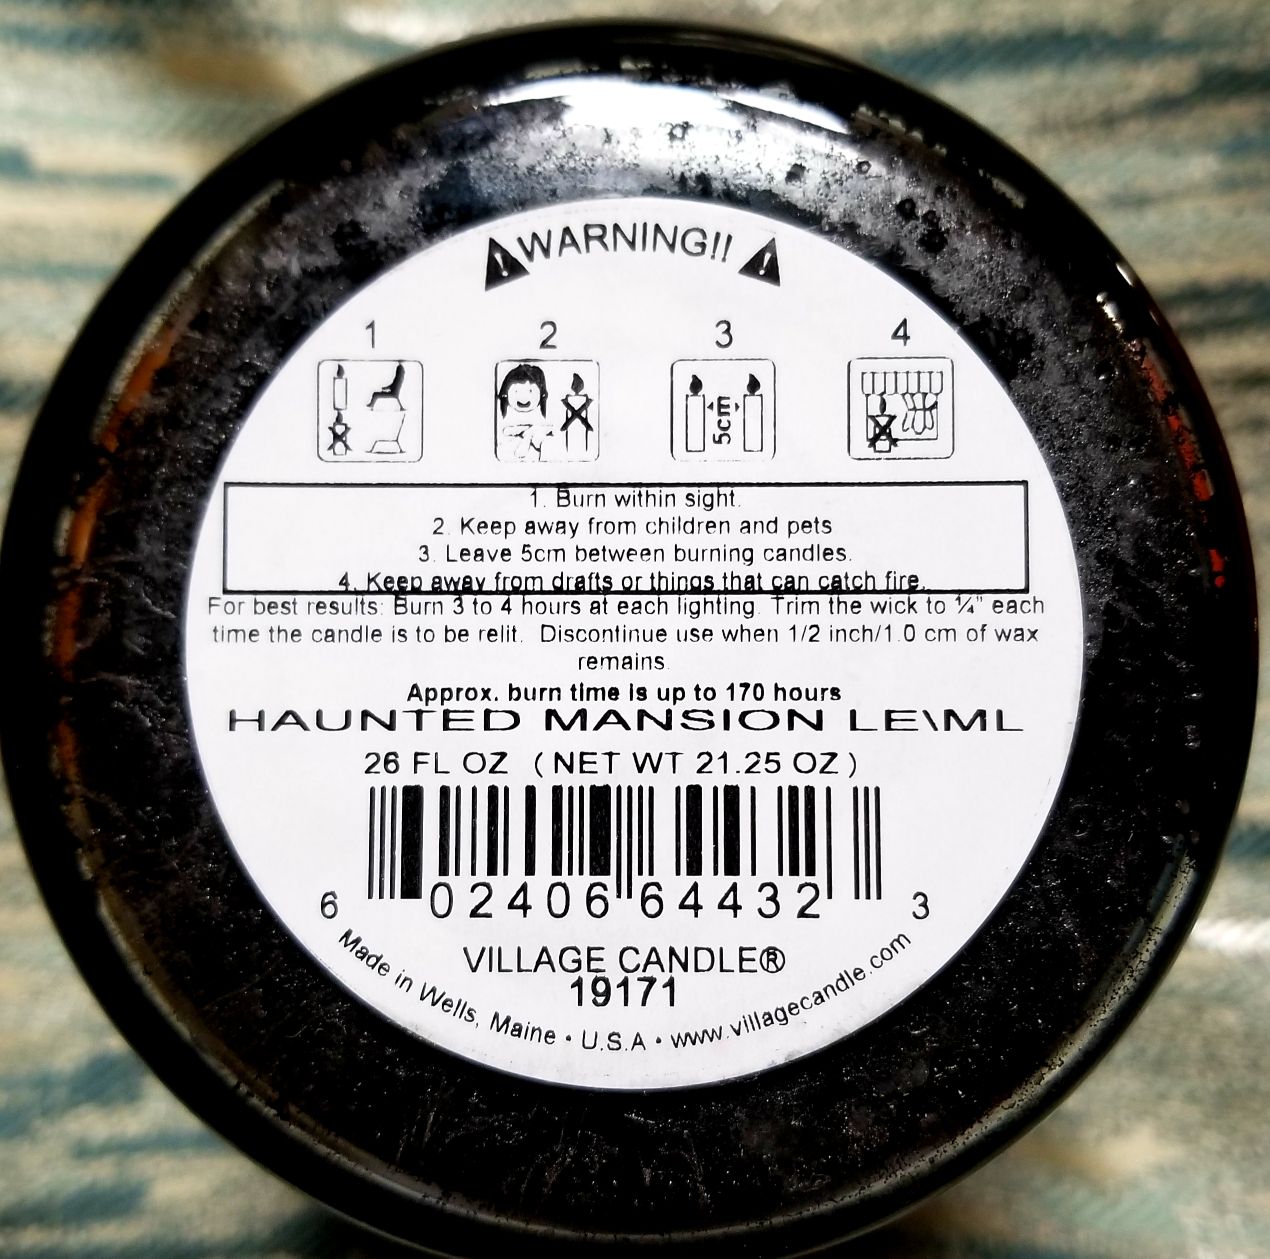 WARNING!!
1 2 3 4
5cm
1. Burn within sight.
2. Keep away from children and pets
3. Leave 5cm between burning candles.
4. Keep away from drafts or things that can catch fire.
For best results: Burn 3 to 4 hours at each lighting. Trim the wick to ¼" each
time the candle is to be relit. Discontinue use when 1/2 inch/1.0 cm of wax
remains.
Approx. burn time is up to 170 hours
HAUNTED MANSION LE\ML
26 FL OZ (NET WT 21.25 OZ)
6 02406 64432 3
VILLAGE CANDLE®
19171
Made in Wells, Maine • U.S.A • www.villagecandle.com